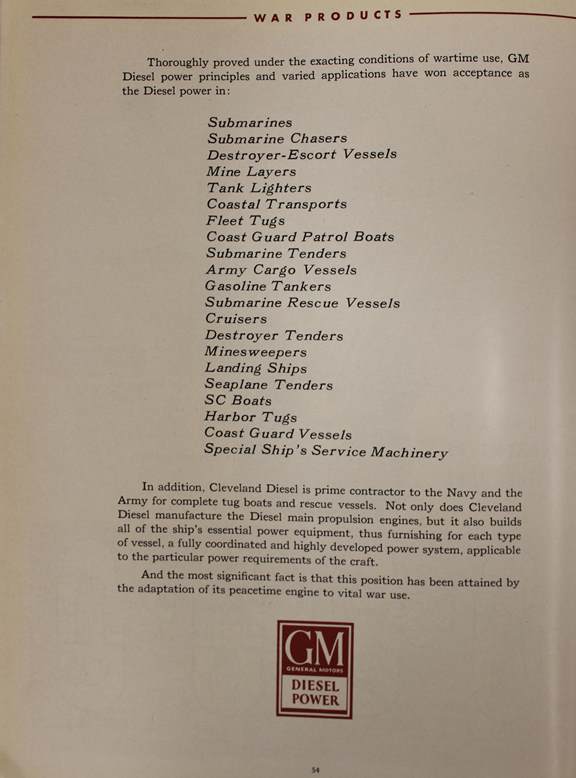 WAR PRODUCTS
Thoroughly proved under the exacting conditions of wartime use, GM
Diesel power principles and varied applications have won acceptance as
the Diesel power in:
Submarines
Submarine Chasers
Destroyer-Escort Vessels
Mine Layers
Tank Lighters
Coastal Transports
Fleet Tugs
Coast Guard Patrol Boats
Submarine Tenders
Army Cargo Vessels
Gasoline Tankers
Submarine Rescue Vessels
Cruisers
Destroyer Tenders
Minesweepers
Landing Ships
Seaplane Tenders
SC Boats
Harbor Tugs
Coast Guard Vessels
Special Ship's Service Machinery
In addition, Cleveland Diesel is prime contractor to the Navy and the
Army for complete tug boats and rescue vessels. Not only does Cleveland
Diesel manufacture the Diesel main propulsion engines, but it also builds
all of the ship's essential power equipment, thus furnishing for each type
of vessel, a fully coordinated and highly developed power system, applicable
to the particular power requirements of the craft.
And the most significant fact is that this position has been attained by
the adaptation of its peacetime engine to vital war use.
GM
GENERAL MOTORS
DIESEL
POWER
54